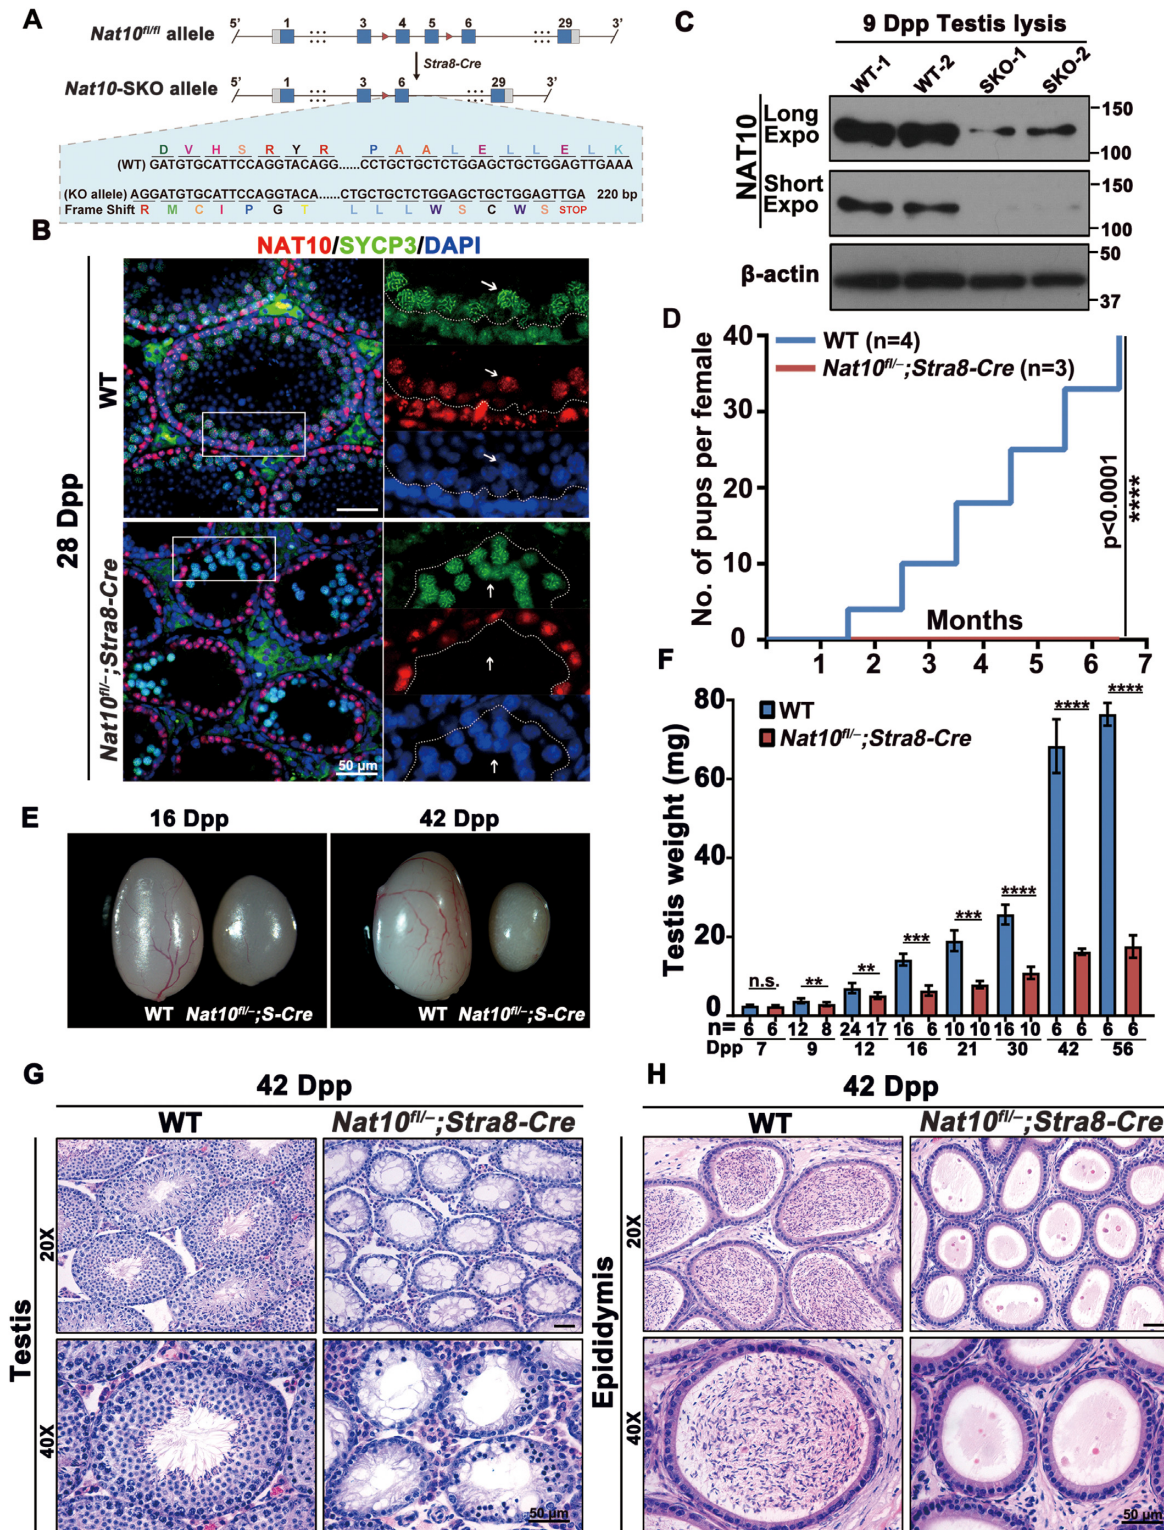 A
Nat10fl/fl allele
5'
1
3
4
5
6
29
3'
Stra8-Cre
Nat10-SKO allele
5'
1
3
6
29
3'
D V H S R Y R P A A L E L L E L K
(WT) GATGTGCATTCCAGGTACAGG......CCTGCTGCTCTGGAGCTGCTGGAGTTGAAA
(KO allele) AGGATGTGCATTCCAGGTACA......CTGCTGCTCTGGAGCTGCTGGAGTTGA 220 bp
Frame Shift R M C I P G T L L L W S C W S STOP
B
NAT10/SYCP3/DAPI
28 Dpp
WT
Nat10fl/–;Stra8-Cre
50 μm
C
9 Dpp Testis lysis
WT-1
WT-2
SKO-1
SKO-2
NAT10
Long
Expo
150
100
Short
Expo
150
100
β-actin
50
37
D
WT (n=4)
Nat10fl/–;Stra8-Cre (n=3)
No. of pups per female
40
30
20
10
0
Months
1 2 3 4 5 6 7
p<0.0001
****
E
16 Dpp
42 Dpp
WT Nat10fl/–;S-Cre
WT Nat10fl/–;S-Cre
F
WT
Nat10fl/–;Stra8-Cre
Testis weight (mg)
80
60
40
20
0
n.s.
**
**
***
***
****
****
****
n= 6 6 12 8 24 17 16 6 10 10 16 10 6 6 6 6
Dpp 7 9 12 16 21 30 42 56
G
42 Dpp
WT
Nat10fl/–;Stra8-Cre
Testis
20X
40X
50 μm
H
42 Dpp
WT
Nat10fl/–;Stra8-Cre
Epididymis
20X
40X
50 μm